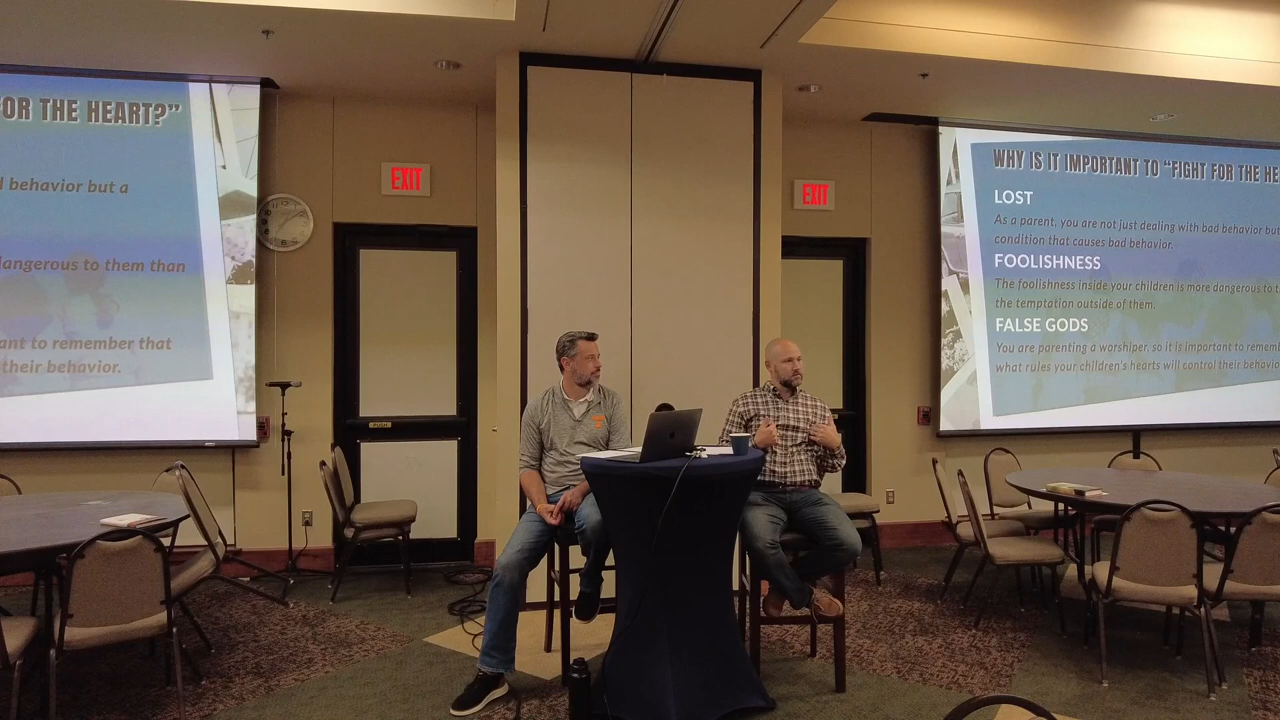 FOR THE HEART?”
behavior but a
dangerous to them than
ant to remember that
their behavior.
EXIT
PUSH
EXIT
WHY IS IT IMPORTANT TO “FIGHT FOR THE HE
LOST
As a parent, you are not just dealing with bad behavior but
condition that causes bad behavior.
FOOLISHNESS
The foolishness inside your children is more dangerous to t
the temptation outside of them.
FALSE GODS
You are parenting a worshiper, so it is important to rememb
what rules your children's hearts will control their behavio